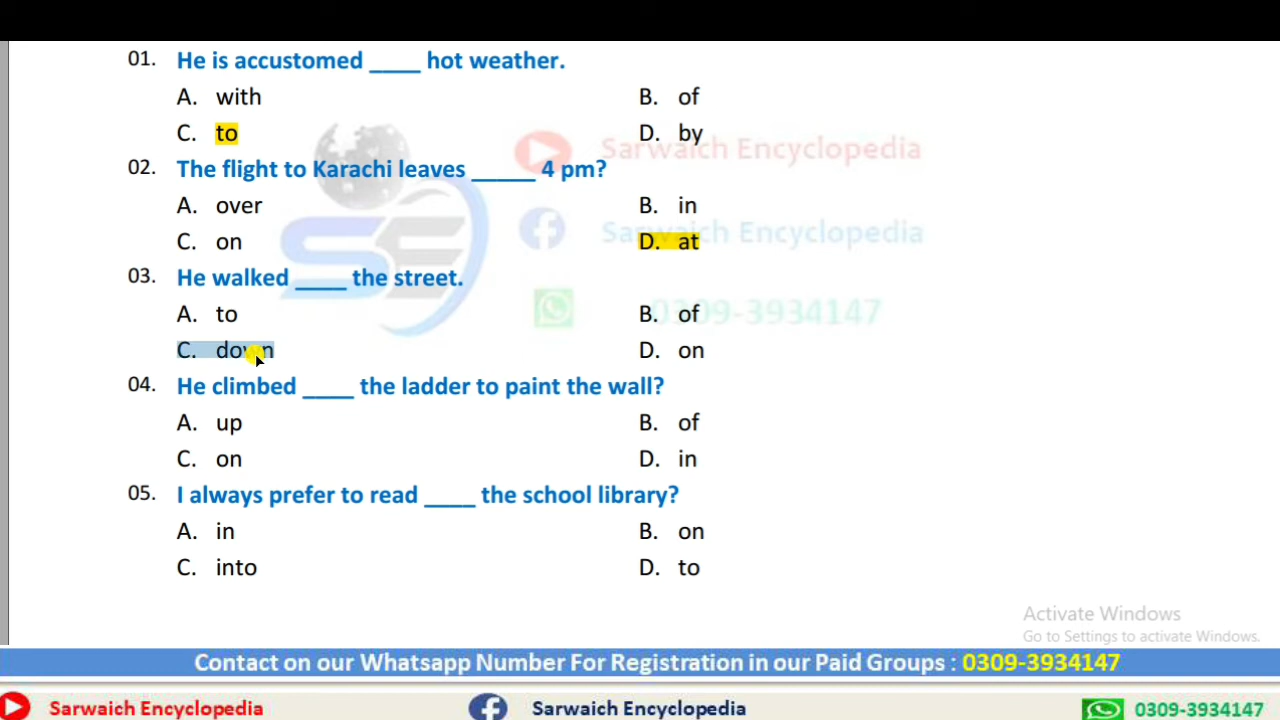 01. He is accustomed ____ hot weather.
A. with B. of
C. to D. by
Sarwaich Encyclopedia
02. The flight to Karachi leaves _____ 4 pm?
A. over B. in
C. on D. at
SE
Sarwaich Encyclopedia
03. He walked ____ the street.
A. to B. of
0309-3934147
C. down D. on
04. He climbed ____ the ladder to paint the wall?
A. up B. of
C. on D. in
05. I always prefer to read ____ the school library?
A. in B. on
C. into D. to
Activate Windows
Go to Settings to activate Windows.
Contact on our Whatsapp Number For Registration in our Paid Groups : 0309-3934147
Sarwaich Encyclopedia Sarwaich Encyclopedia 0309-3934147